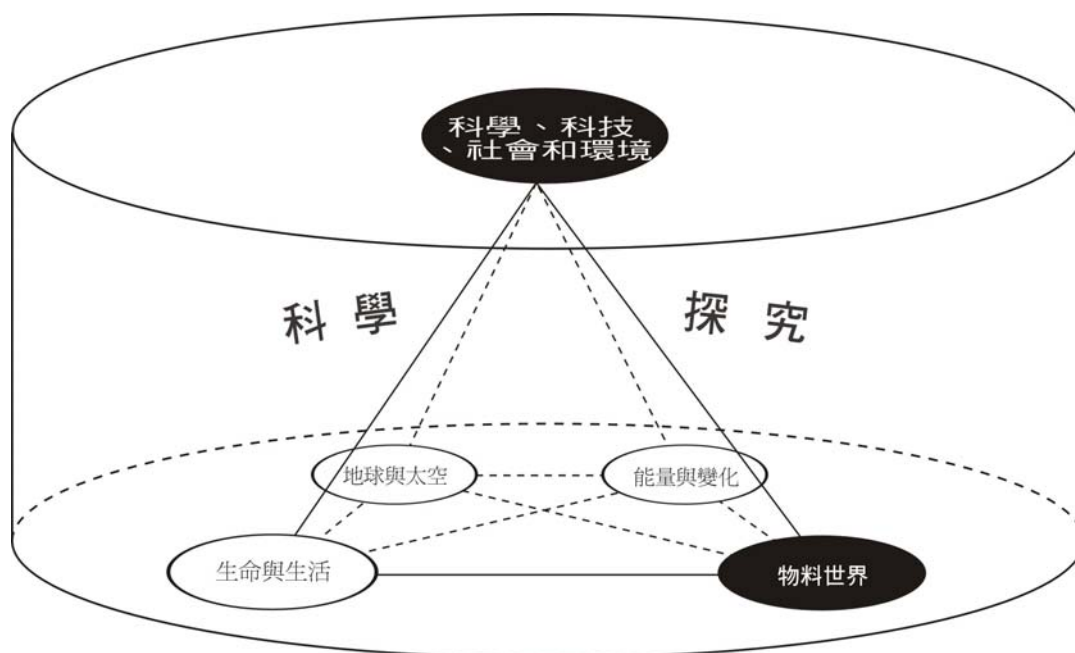 科學、科技
、社會和環境
科學 探究
地球與太空
能量與變化
生命與生活
物料世界